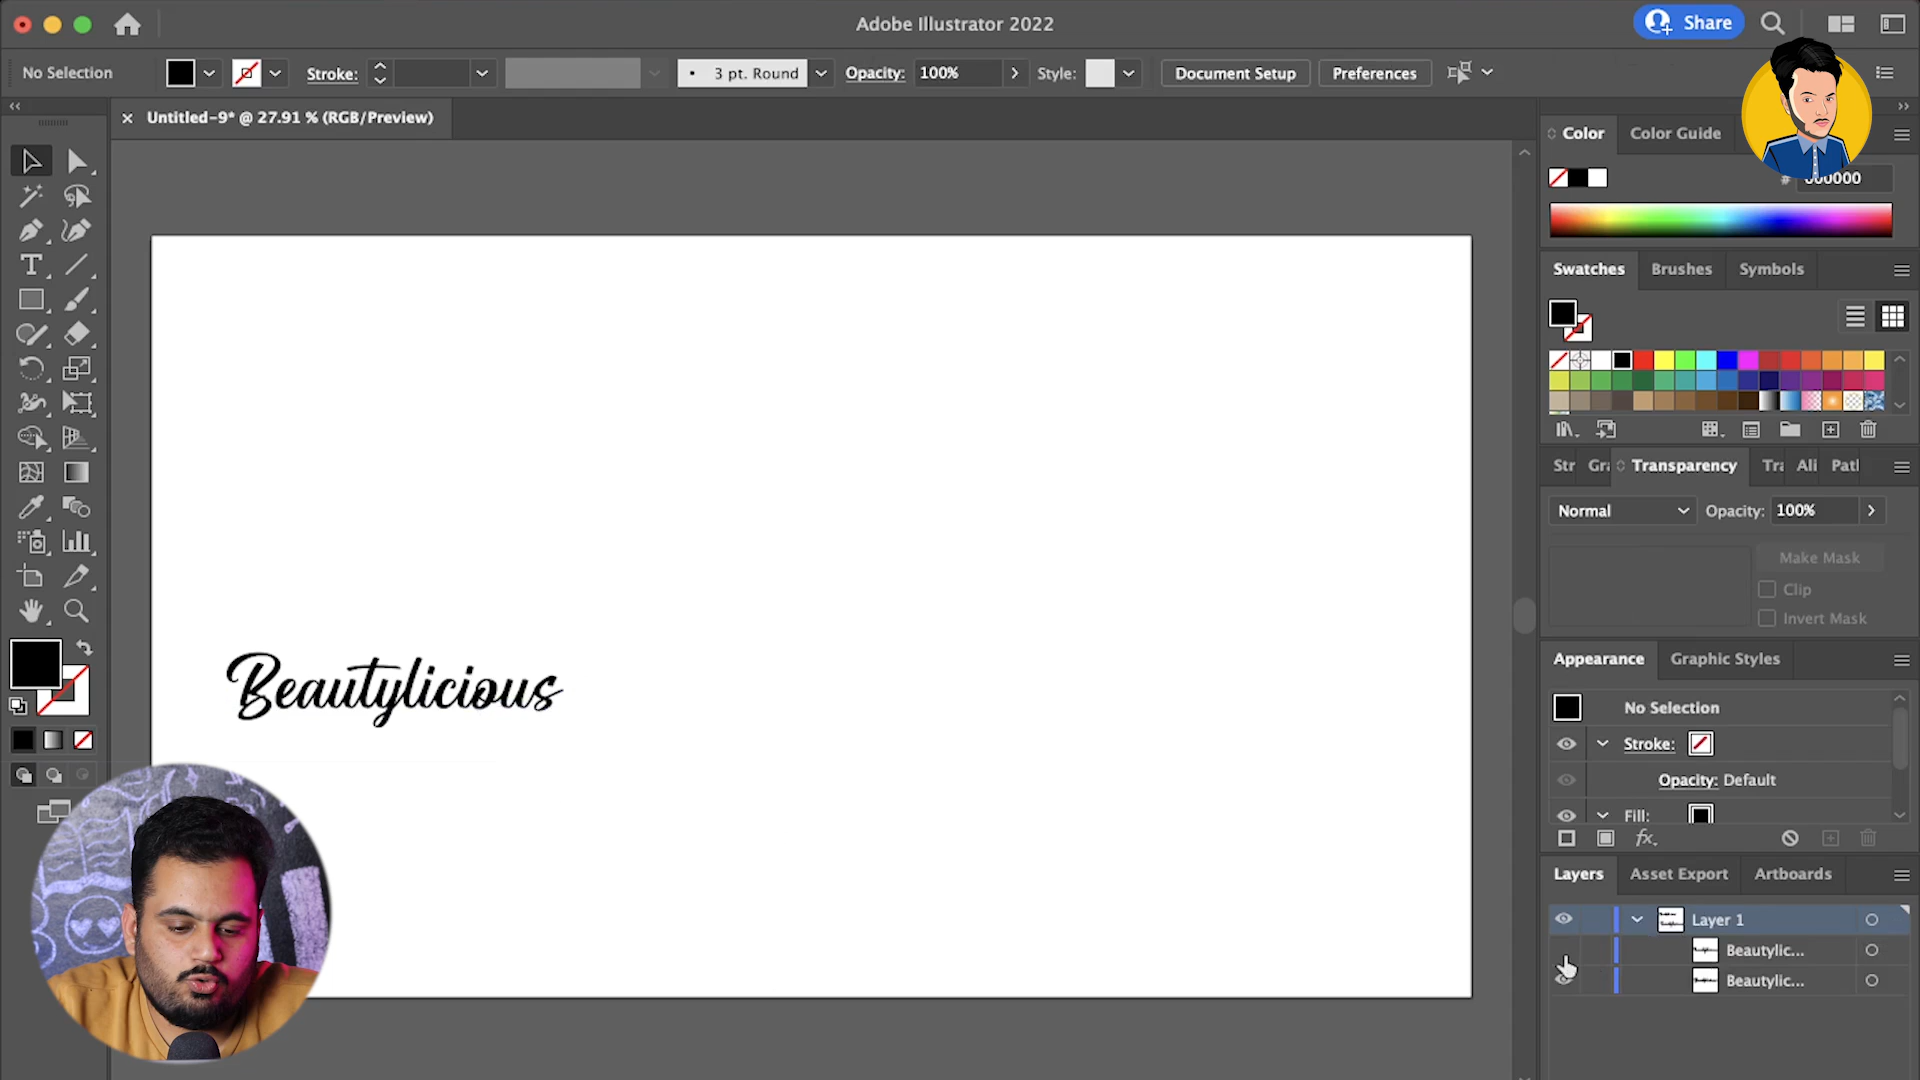 Adobe Illustrator 2022
Share
No Selection
Stroke:
3 pt. Round
Opacity:
100%
Style:
Document Setup
Preferences
Untitled-9* @ 27.91 % (RGB/Preview)
Color
Color Guide
#
000000
Swatches
Brushes
Symbols
Str
Gra
Transparency
Tra
Ali
Patl
Normal
Opacity:
100%
Make Mask
Clip
Invert Mask
Beautylicious
Appearance
Graphic Styles
No Selection
Stroke:
Opacity: Default
Fill:
fx
Layers
Asset Export
Artboards
Layer 1
Beautylic...
Beautylic...